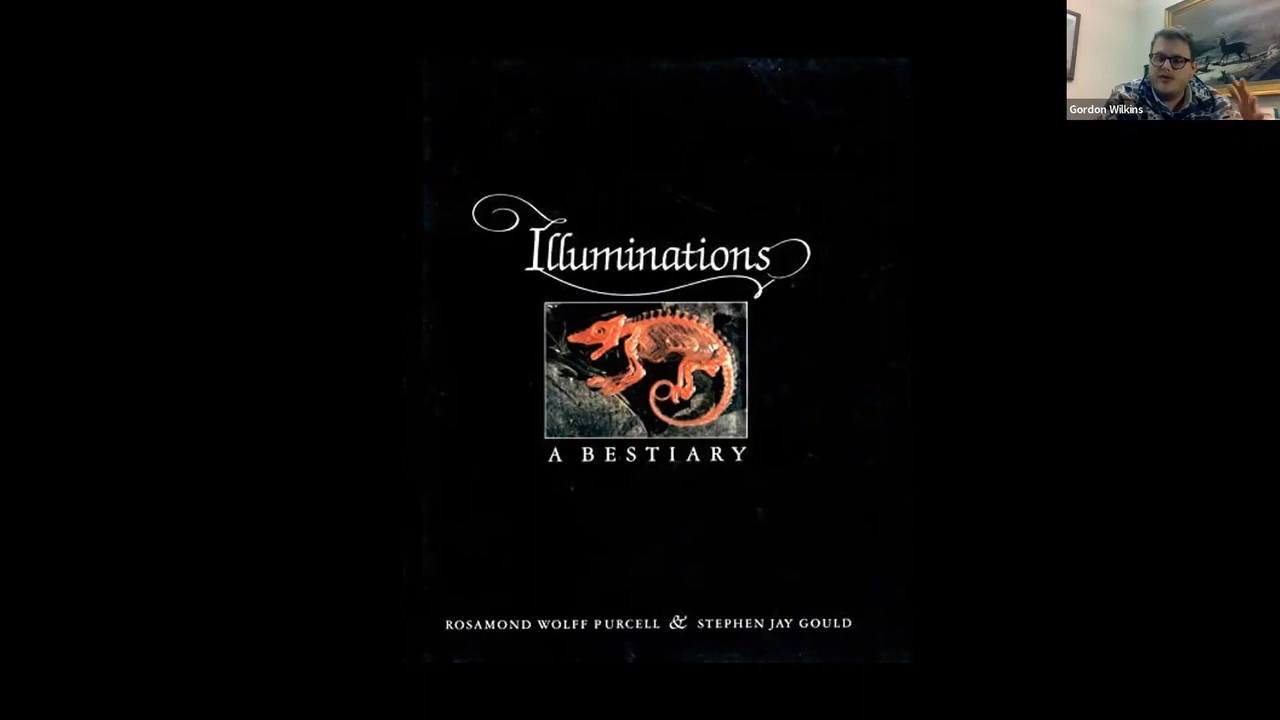 Gordon Wilkins
Illuminations
A BESTIARY
ROSAMOND WOLFF PURCELL & STEPHEN JAY GOULD